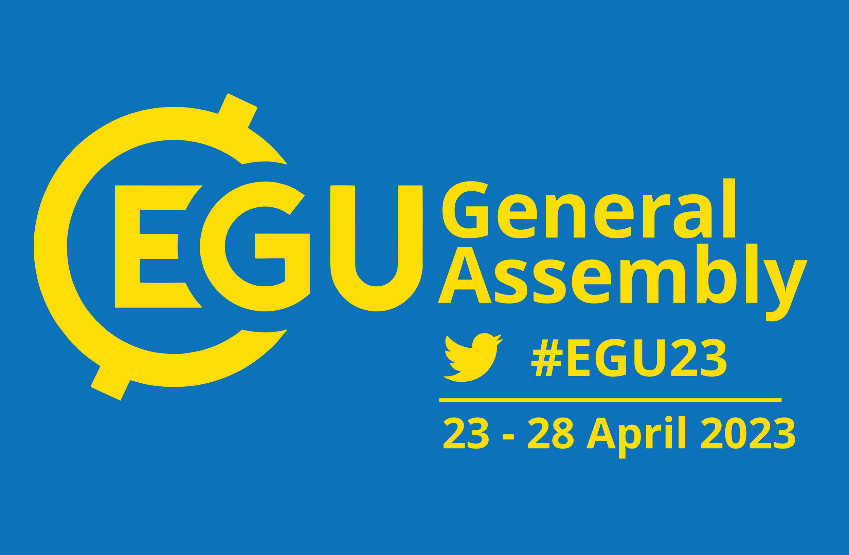 EGU
General
Assembly
#EGU23
23 - 28 April 2023